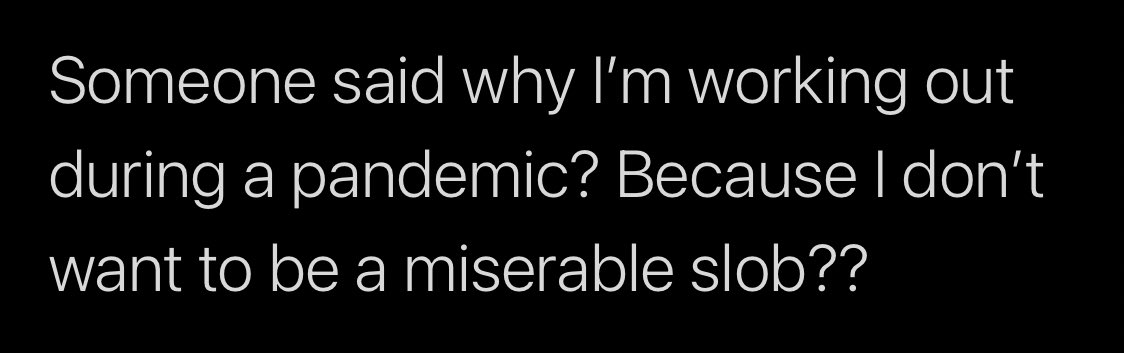 Someone said why I’m working out
during a pandemic? Because I don’t
want to be a miserable slob??